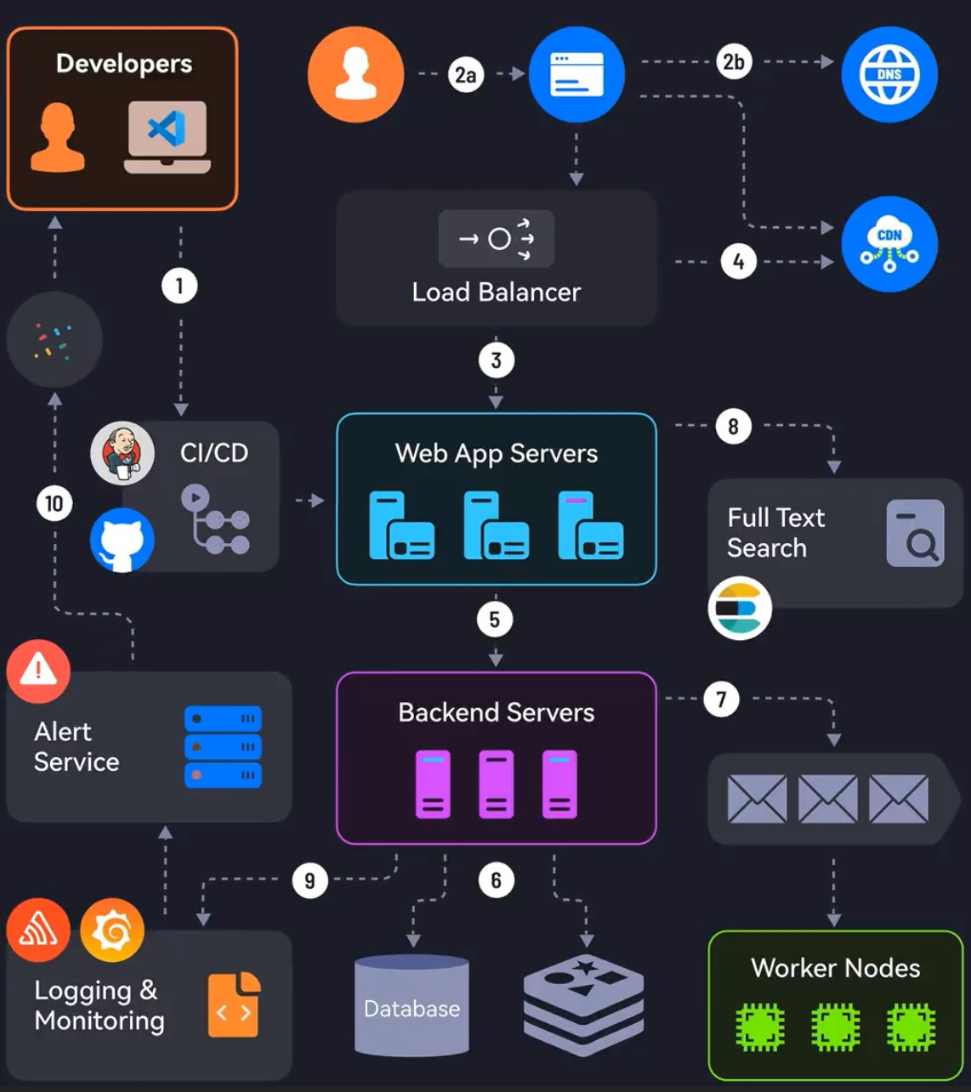 Developers
2a
2b
DNS
1
Load Balancer
4
CDN
3
CI/CD
Web App Servers
8
10
Full Text
Search
5
Alert
Service
Backend Servers
7
9
6
Logging &
Monitoring
Database
Worker Nodes